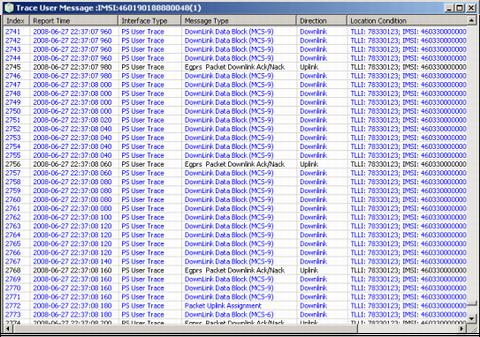 Trace User Message :IMSI:460190188880048(1)
Index Report Time Interface Type Message Type Direction Location Condition
2741 2008-06-27 22:37:07 960 PS User Trace DownLink Data Block (MCS-9) Downlink TLLI: 78330123; IMSI: 460330000000
2742 2008-06-27 22:37:07 960 PS User Trace DownLink Data Block (MCS-9) Downlink TLLI: 78330123; IMSI: 460330000000
2743 2008-06-27 22:37:07 960 PS User Trace DownLink Data Block (MCS-9) Downlink TLLI: 78330123; IMSI: 460330000000
2744 2008-06-27 22:37:07 960 PS User Trace DownLink Data Block (MCS-9) Downlink TLLI: 78330123; IMSI: 460330000000
2745 2008-06-27 22:37:07 960 PS User Trace Egprs Packet Downlink Ack/Nack Uplink TLLI: 78330123; IMSI: 460330000000
2746 2008-06-27 22:37:07 980 PS User Trace DownLink Data Block (MCS-9) Downlink TLLI: 78330123; IMSI: 460330000000
2747 2008-06-27 22:37:08 000 PS User Trace DownLink Data Block (MCS-9) Downlink TLLI: 78330123; IMSI: 460330000000
2748 2008-06-27 22:37:08 000 PS User Trace DownLink Data Block (MCS-9) Downlink TLLI: 78330123; IMSI: 460330000000
2749 2008-06-27 22:37:08 000 PS User Trace DownLink Data Block (MCS-9) Downlink TLLI: 78330123; IMSI: 460330000000
2750 2008-06-27 22:37:08 000 PS User Trace DownLink Data Block (MCS-9) Downlink TLLI: 78330123; IMSI: 460330000000
2751 2008-06-27 22:37:08 020 PS User Trace DownLink Data Block (MCS-9) Downlink TLLI: 78330123; IMSI: 460330000000
2752 2008-06-27 22:37:08 040 PS User Trace DownLink Data Block (MCS-9) Downlink TLLI: 78330123; IMSI: 460330000000
2753 2008-06-27 22:37:08 040 PS User Trace DownLink Data Block (MCS-9) Downlink TLLI: 78330123; IMSI: 460330000000
2754 2008-06-27 22:37:08 040 PS User Trace DownLink Data Block (MCS-9) Downlink TLLI: 78330123; IMSI: 460330000000
2755 2008-06-27 22:37:08 040 PS User Trace DownLink Data Block (MCS-9) Downlink TLLI: 78330123; IMSI: 460330000000
2756 2008-06-27 22:37:08 060 PS User Trace Egprs Packet Downlink Ack/Nack Uplink TLLI: 78330123; IMSI: 460330000000
2757 2008-06-27 22:37:08 060 PS User Trace DownLink Data Block (MCS-9) Downlink TLLI: 78330123; IMSI: 460330000000
2758 2008-06-27 22:37:08 080 PS User Trace DownLink Data Block (MCS-9) Downlink TLLI: 78330123; IMSI: 460330000000
2759 2008-06-27 22:37:08 080 PS User Trace DownLink Data Block (MCS-9) Downlink TLLI: 78330123; IMSI: 460330000000
2760 2008-06-27 22:37:08 080 PS User Trace DownLink Data Block (MCS-9) Downlink TLLI: 78330123; IMSI: 460330000000
2761 2008-06-27 22:37:08 080 PS User Trace DownLink Data Block (MCS-9) Downlink TLLI: 78330123; IMSI: 460330000000
2762 2008-06-27 22:37:08 100 PS User Trace DownLink Data Block (MCS-9) Downlink TLLI: 78330123; IMSI: 460330000000
2763 2008-06-27 22:37:08 120 PS User Trace DownLink Data Block (MCS-9) Downlink TLLI: 78330123; IMSI: 460330000000
2764 2008-06-27 22:37:08 120 PS User Trace DownLink Data Block (MCS-9) Downlink TLLI: 78330123; IMSI: 460330000000
2765 2008-06-27 22:37:08 120 PS User Trace DownLink Data Block (MCS-9) Downlink TLLI: 78330123; IMSI: 460330000000
2766 2008-06-27 22:37:08 120 PS User Trace DownLink Data Block (MCS-9) Downlink TLLI: 78330123; IMSI: 460330000000
2767 2008-06-27 22:37:08 140 PS User Trace DownLink Data Block (MCS-9) Downlink TLLI: 78330123; IMSI: 460330000000
2768 2008-06-27 22:37:08 160 PS User Trace Egprs Packet Downlink Ack/Nack Uplink TLLI: 78330123; IMSI: 460330000000
2769 2008-06-27 22:37:08 160 PS User Trace DownLink Data Block (MCS-9) Downlink TLLI: 78330123; IMSI: 460330000000
2770 2008-06-27 22:37:08 160 PS User Trace DownLink Data Block (MCS-9) Downlink TLLI: 78330123; IMSI: 460330000000
2771 2008-06-27 22:37:08 160 PS User Trace DownLink Data Block (MCS-9) Downlink TLLI: 78330123; IMSI: 460330000000
2772 2008-06-27 22:37:08 160 PS User Trace Packet Uplink Assignment Downlink TLLI: 78330123; IMSI: 460330000000
2773 2008-06-27 22:37:08 180 PS User Trace DownLink Data Block (MCS-6) Downlink TLLI: 78330123; IMSI: 460330000000